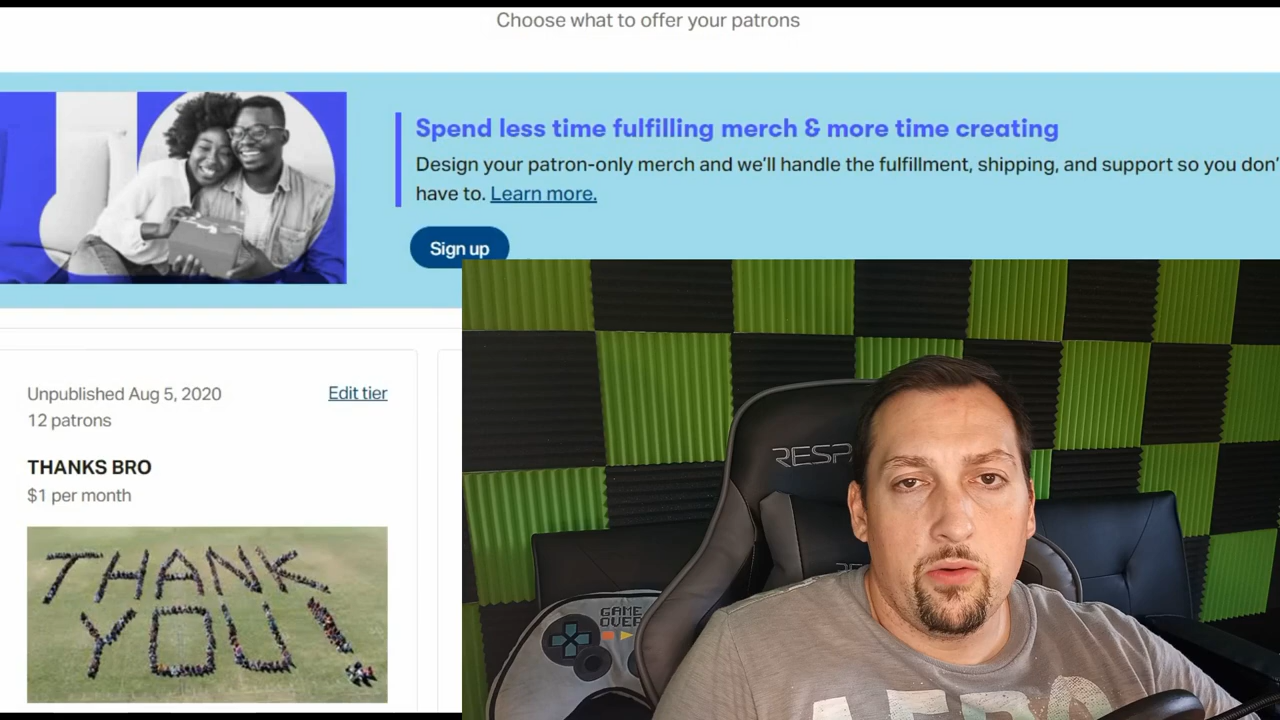 Choose what to offer your patrons
Spend less time fulfilling merch & more time creating
Design your patron-only merch and we'll handle the fulfillment, shipping, and support so you don'
have to. Learn more.
Sign up
Unpublished Aug 5, 2020
Edit tier
12 patrons
THANKS BRO
$1 per month
THANK
YOU!
GAME
OVER